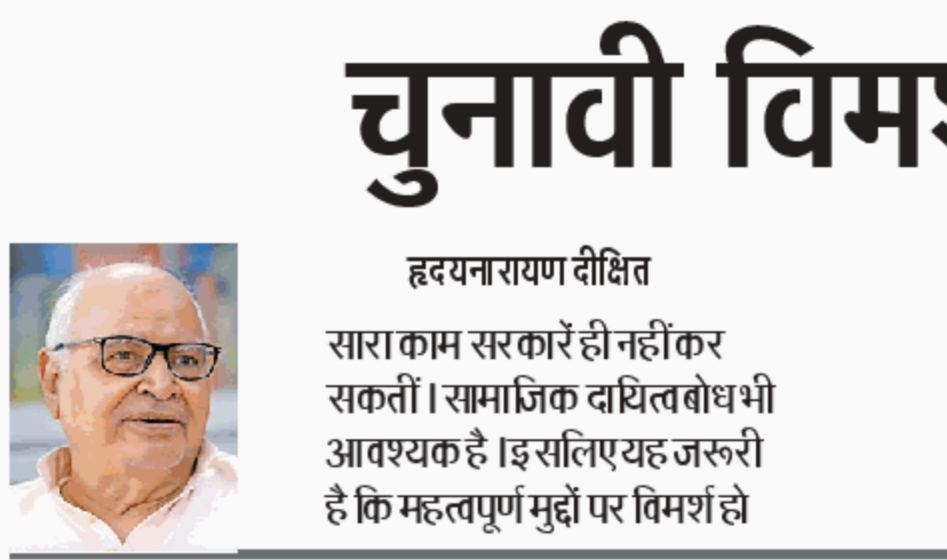 चुनावी
हृदयनारायण दीक्षित
सारा काम सरकारें ही नहीं कर
सकतीं। सामाजिक दायित्वबोध भी
आवश्यक है। इसलिए यह जरूरी
है कि महत्वपूर्ण मुद्दों पर विमर्श हो